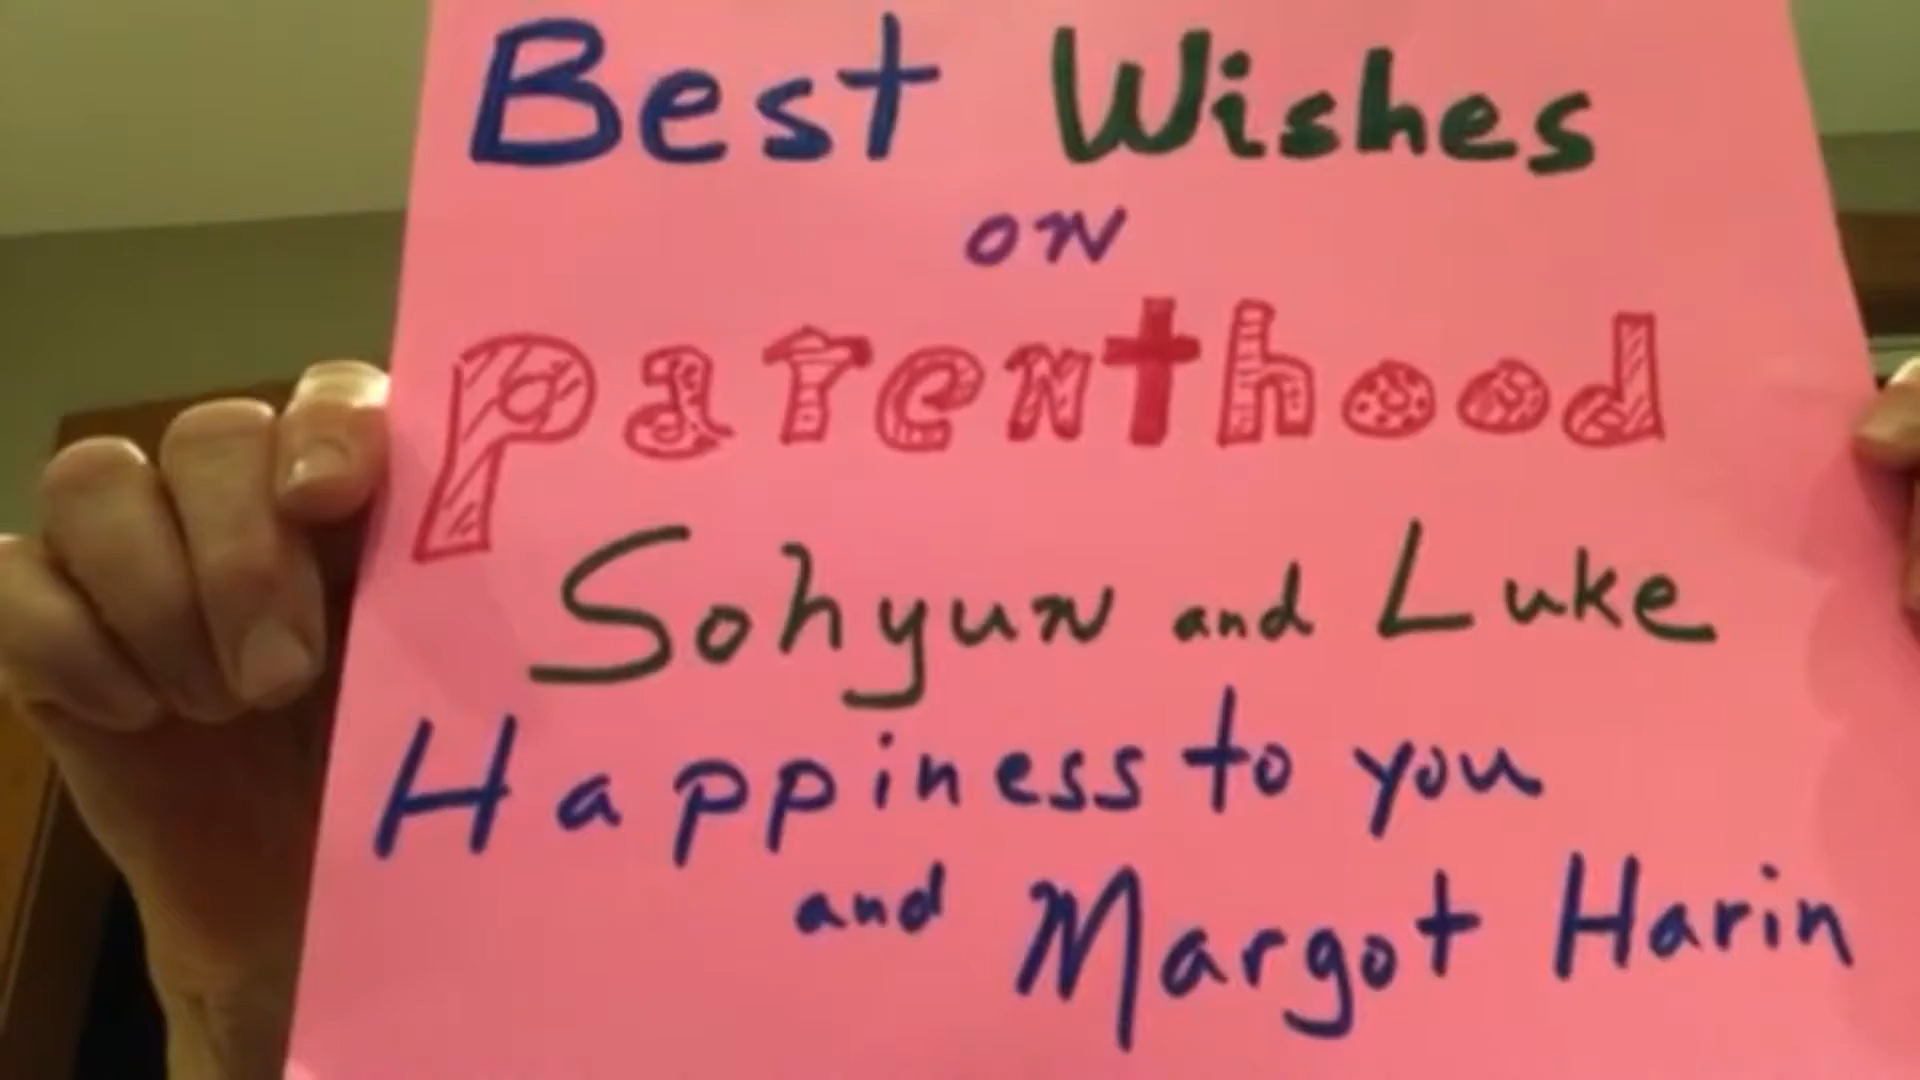 Best Wishes
on
Parenthood
Sohyun and Luke
Happiness to you
and Margot Harin